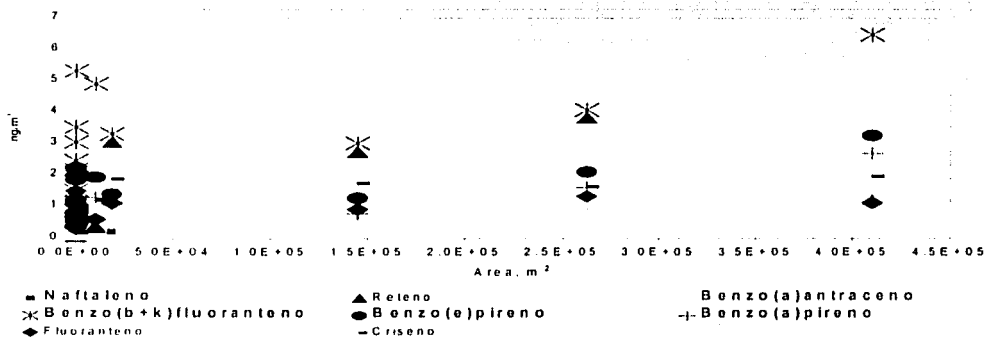 7
6
5
4
3
2
1
0
ng.m
0 0E+00 5 0E+04 1.0E+05 1.5E+05 2.0E+05 2.5E+05 3 0E+05 3.5E+05 4 0E+05 4.5E+05
Area, m²
Naftaleno Reteno Benzo(a)antraceno
Benzo(b+k)fluoranteno Benzo(e)pireno Benzo(a)pireno
Fluoranteno Criseno